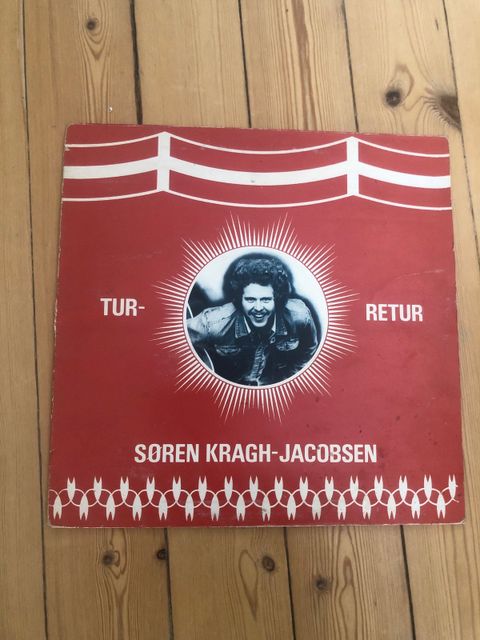 TUR- RETUR
SØREN KRAGH-JACOBSEN